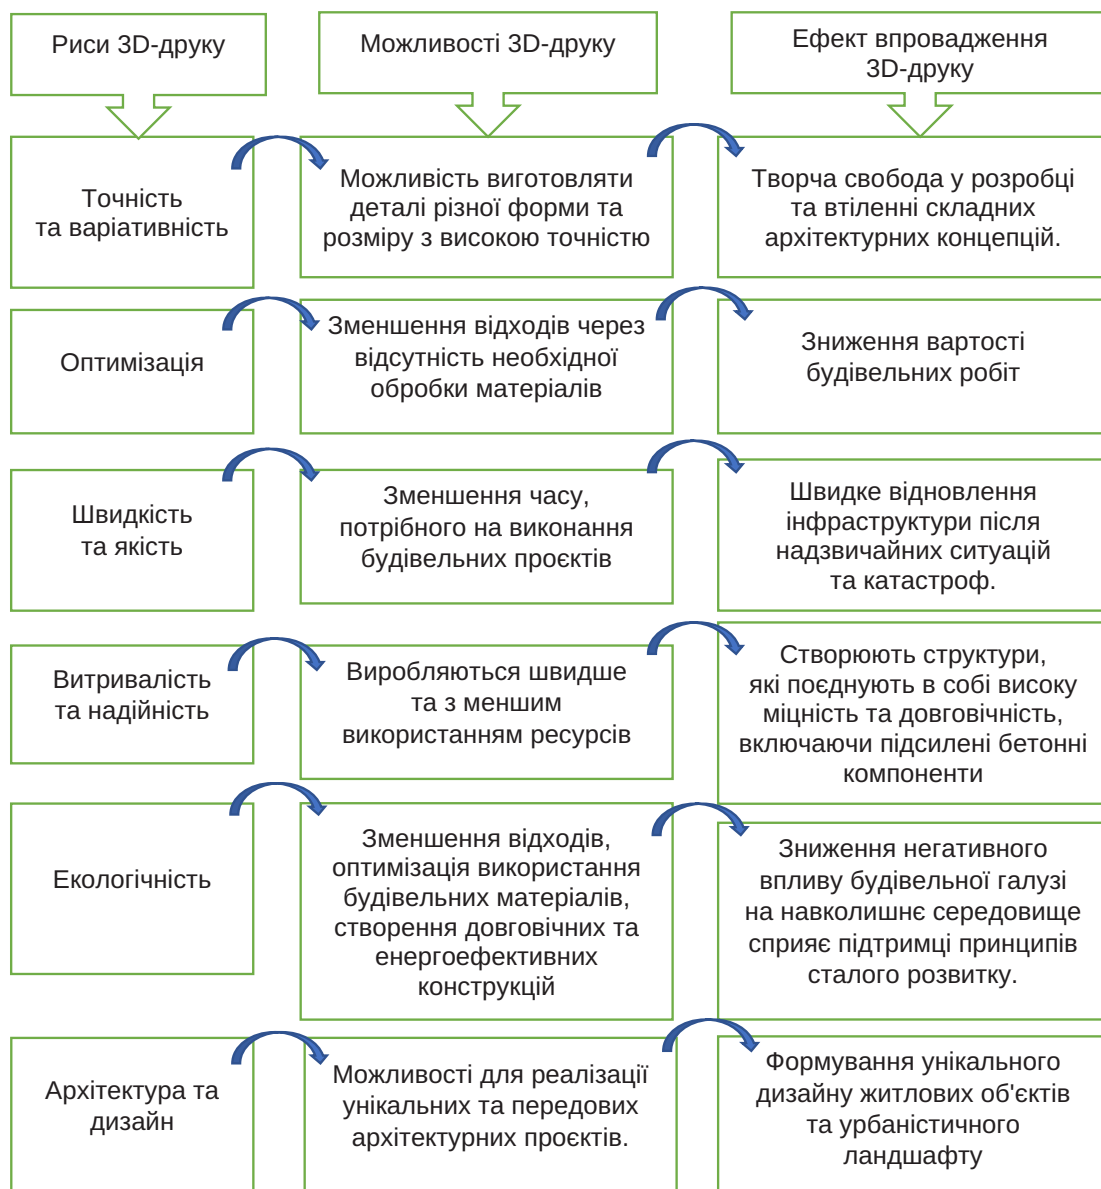 Риси 3D-друку
Можливості 3D-друку
Ефект впровадження
3D-друку
Точність
та варіативність
Можливість виготовляти
деталі різної форми та
розміру з високою точністю
Творча свобода у розробці
та втіленні складних
архітектурних концепцій.
Оптимізація
Зменшення відходів через
відсутність необхідної
обробки матеріалів
Зниження вартості
будівельних робіт
Швидкість
та якість
Зменшення часу,
потрібного на виконання
будівельних проєктів
Швидке відновлення
інфраструктури після
надзвичайних ситуацій
та катастроф.
Витривалість
та надійність
Виробляються швидше
та з меншим
використанням ресурсів
Створюють структури,
які поєднують в собі високу
міцність та довговічність,
включаючи підсилені бетонні
компоненти
Екологічність
Зменшення відходів,
оптимізація використання
будівельних матеріалів,
створення довговічних та
енергоефективних
конструкцій
Зниження негативного
впливу будівельної галузі
на навколишнє середовище
сприяє підтримці принципів
сталого розвитку.
Архітектура та
дизайн
Можливості для реалізації
унікальних та передових
архітектурних проєктів.
Формування унікального
дизайну житлових об'єктів
та урбаністичного
ландшафту